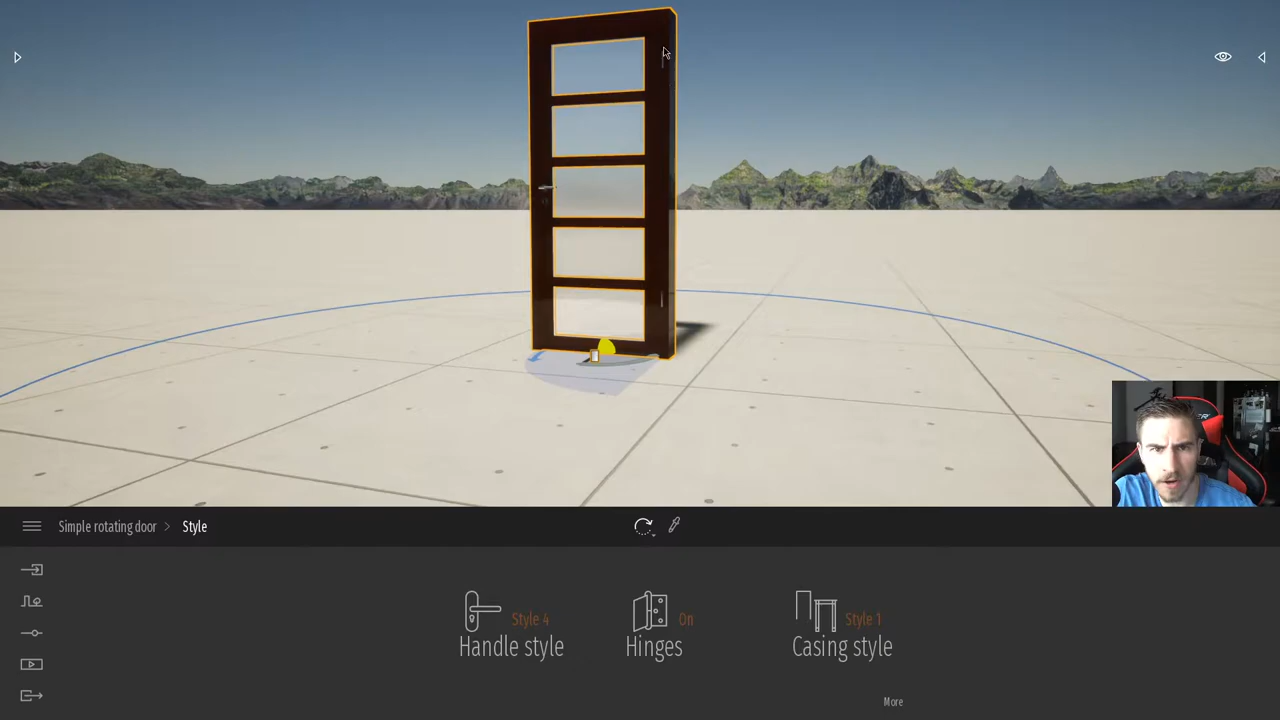 Simple rotating door > Style
Style 4
Handle style
On
Hinges
Style 1
Casing style
More